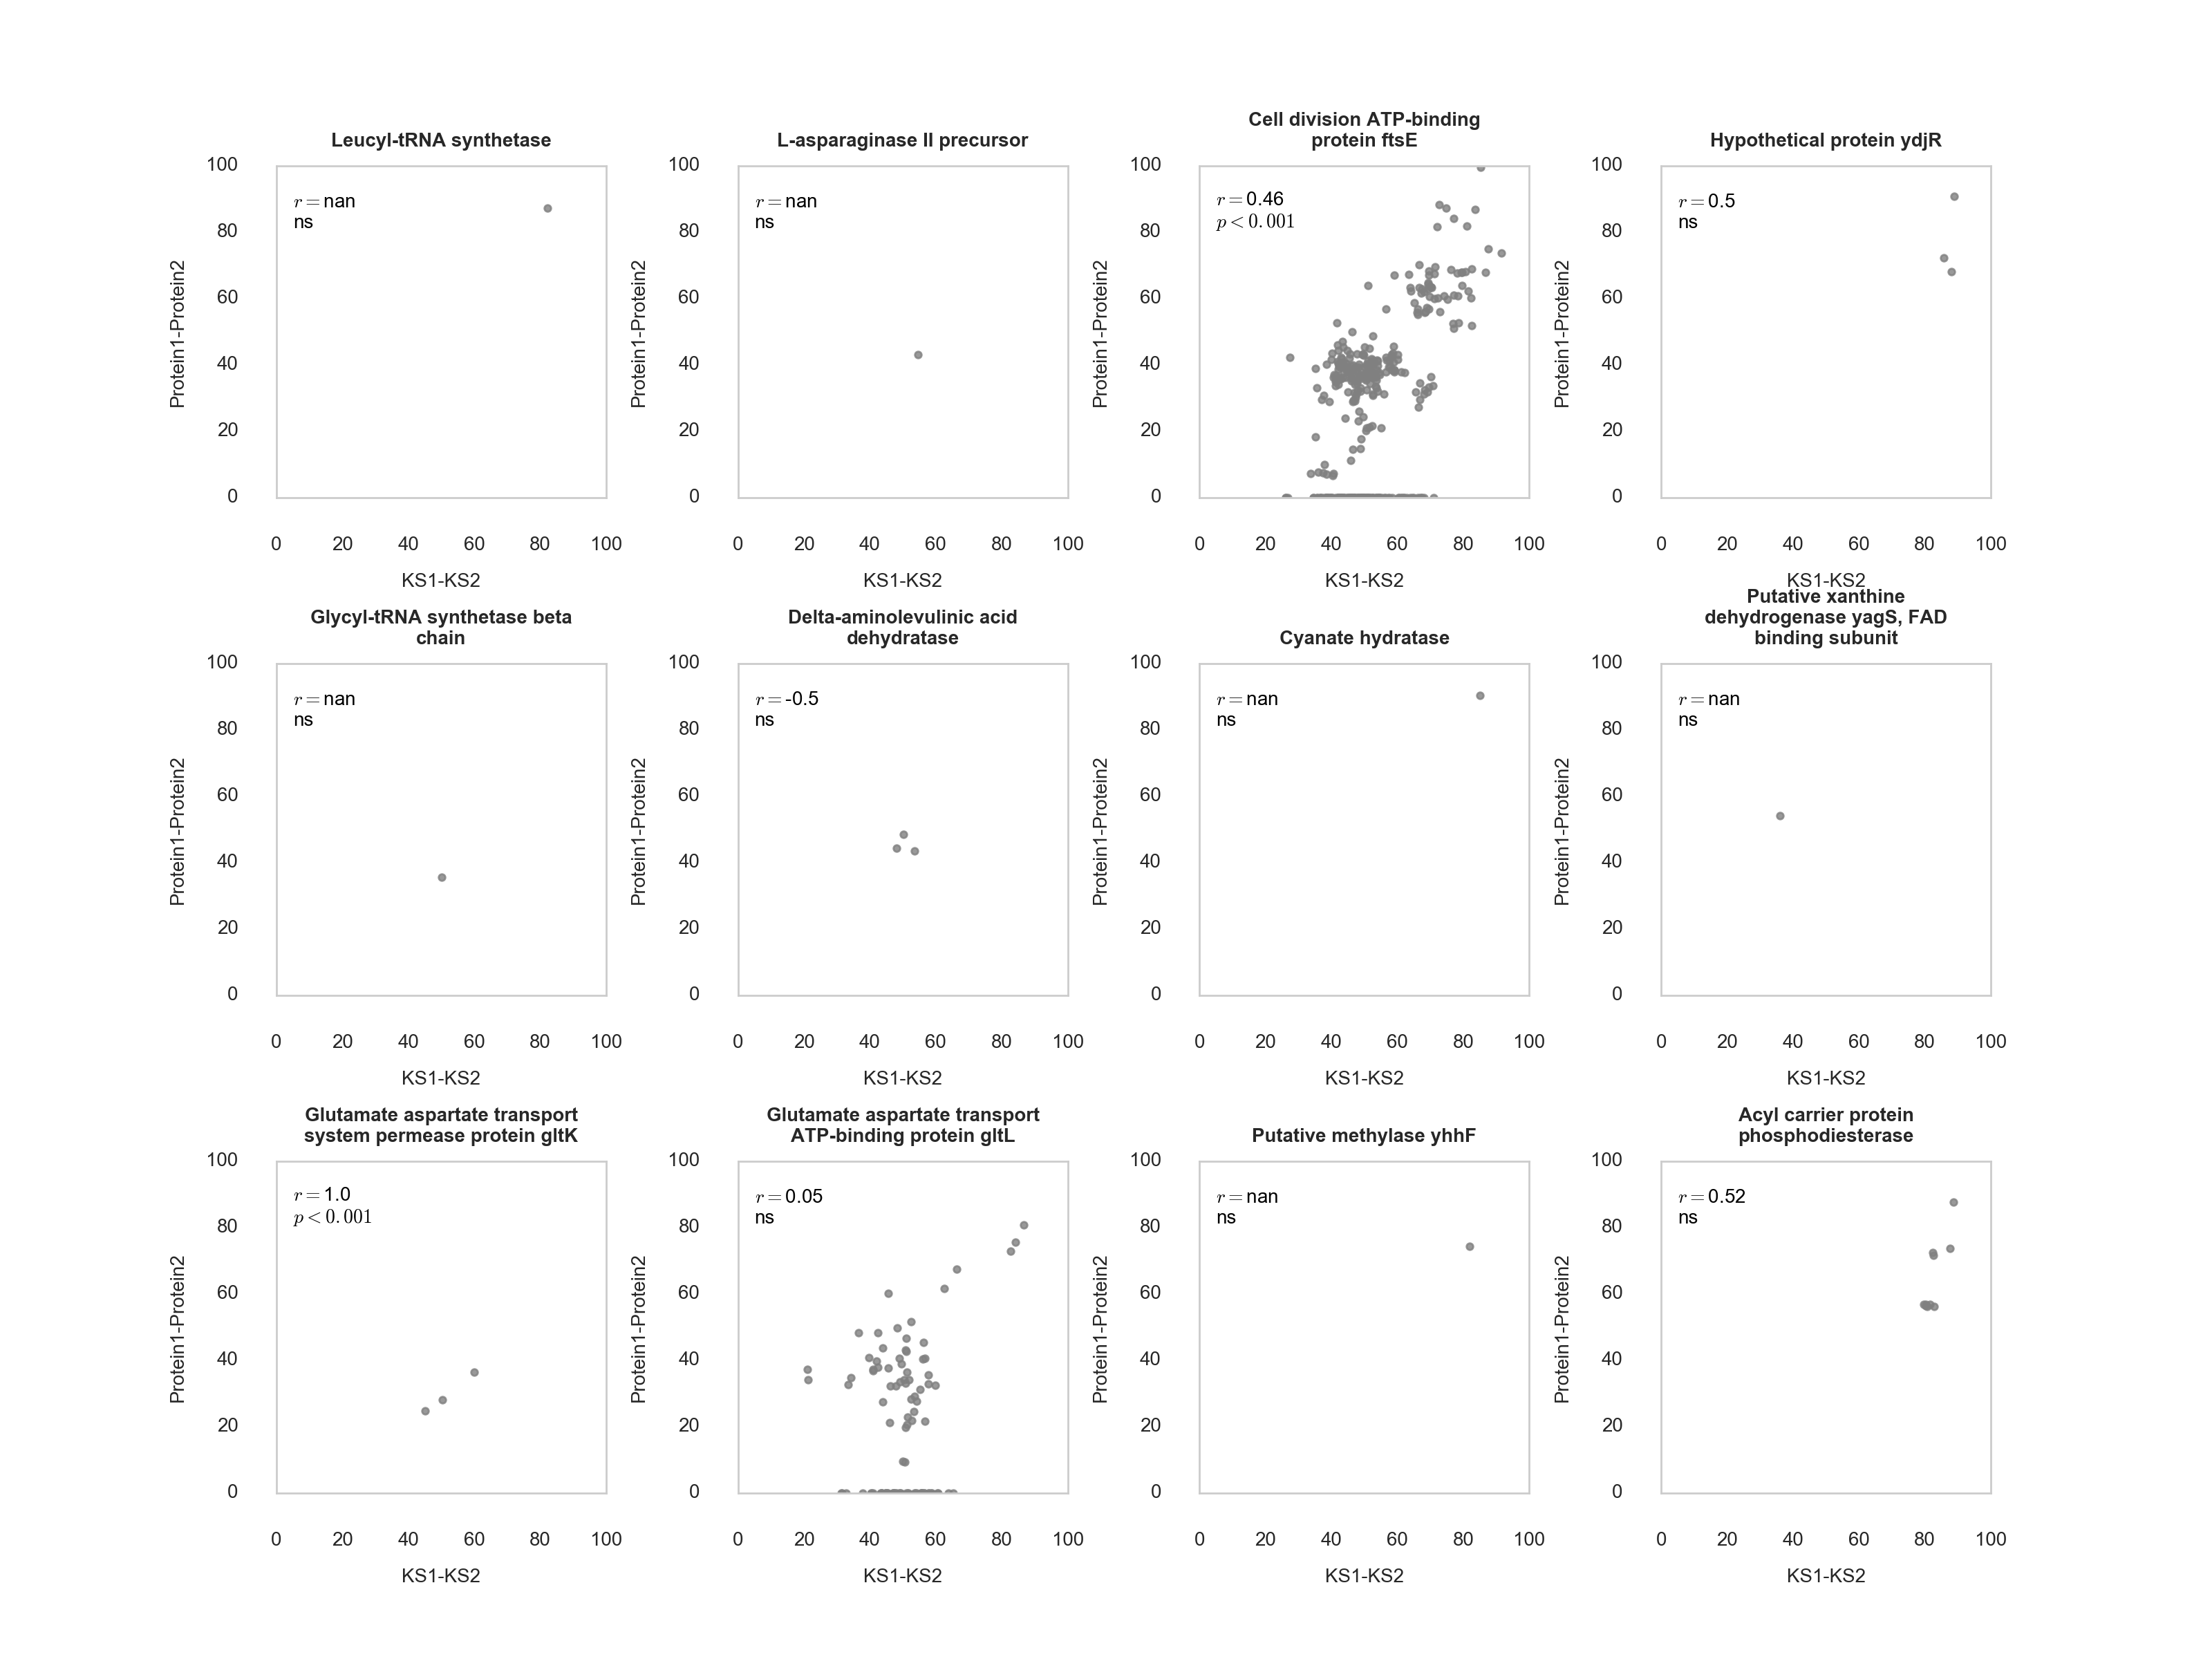 Leucyl-tRNA synthetase
r = nan
ns
Protein1-Protein2
100
80
60
40
20
0
0 20 40 60 80 100
KS1-KS2
L-asparaginase II precursor
r = nan
ns
Protein1-Protein2
100
80
60
40
20
0
0 20 40 60 80 100
KS1-KS2
Cell division ATP-binding
protein ftsE
r = 0.46
p < 0.001
Protein1-Protein2
100
80
60
40
20
0
0 20 40 60 80 100
KS1-KS2
Hypothetical protein ydjR
r = 0.5
ns
Protein1-Protein2
100
80
60
40
20
0
0 20 40 60 80 100
KS1-KS2
Glycyl-tRNA synthetase beta
chain
r = nan
ns
Protein1-Protein2
100
80
60
40
20
0
0 20 40 60 80 100
KS1-KS2
Delta-aminolevulinic acid
dehydratase
r = -0.5
ns
Protein1-Protein2
100
80
60
40
20
0
0 20 40 60 80 100
KS1-KS2
Cyanate hydratase
r = nan
ns
Protein1-Protein2
100
80
60
40
20
0
0 20 40 60 80 100
KS1-KS2
Putative xanthine
dehydrogenase yagS, FAD
binding subunit
r = nan
ns
Protein1-Protein2
100
80
60
40
20
0
0 20 40 60 80 100
KS1-KS2
Glutamate aspartate transport
system permease protein gltK
r = 1.0
p < 0.001
Protein1-Protein2
100
80
60
40
20
0
0 20 40 60 80 100
KS1-KS2
Glutamate aspartate transport
ATP-binding protein gltL
r = 0.05
ns
Protein1-Protein2
100
80
60
40
20
0
0 20 40 60 80 100
KS1-KS2
Putative methylase yhhF
r = nan
ns
Protein1-Protein2
100
80
60
40
20
0
0 20 40 60 80 100
KS1-KS2
Acyl carrier protein
phosphodiesterase
r = 0.52
ns
Protein1-Protein2
100
80
60
40
20
0
0 20 40 60 80 100
KS1-KS2